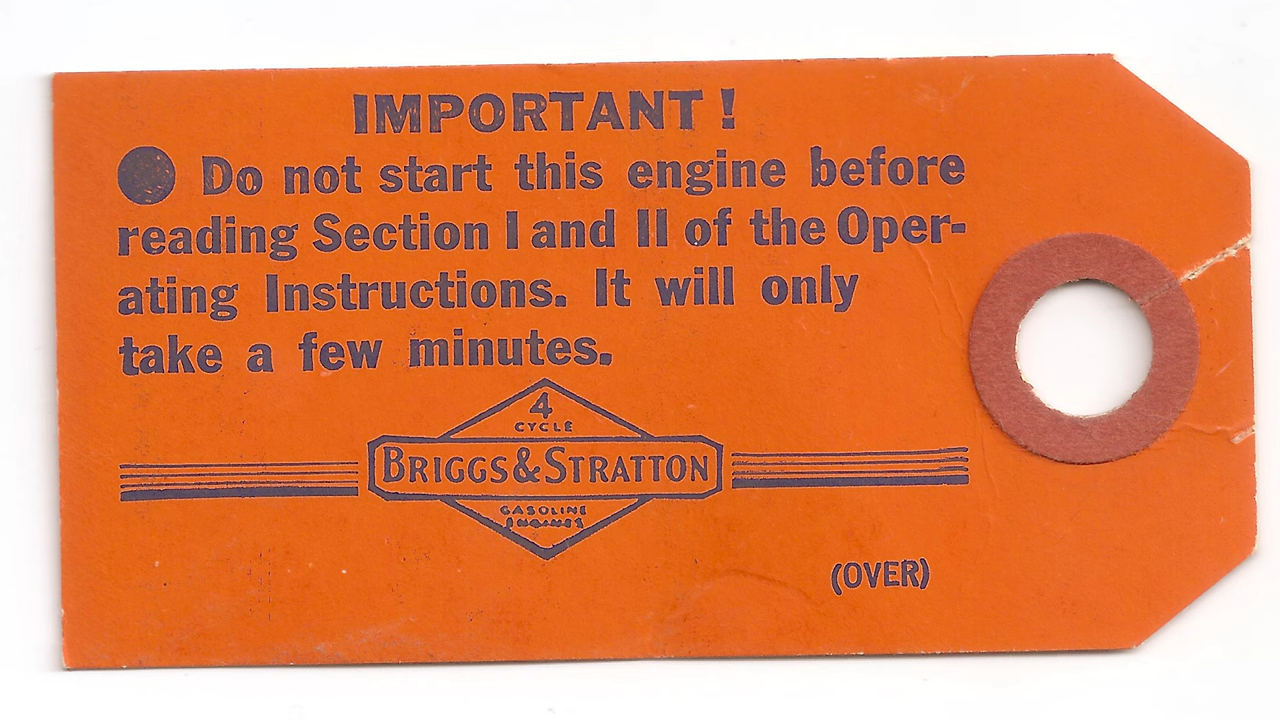 IMPORTANT!
● Do not start this engine before
reading Section I and II of the Oper-
ating Instructions. It will only
take a few minutes.
4
CYCLE
BRIGGS & STRATTON
GASOLINE
ENGINES
(OVER)